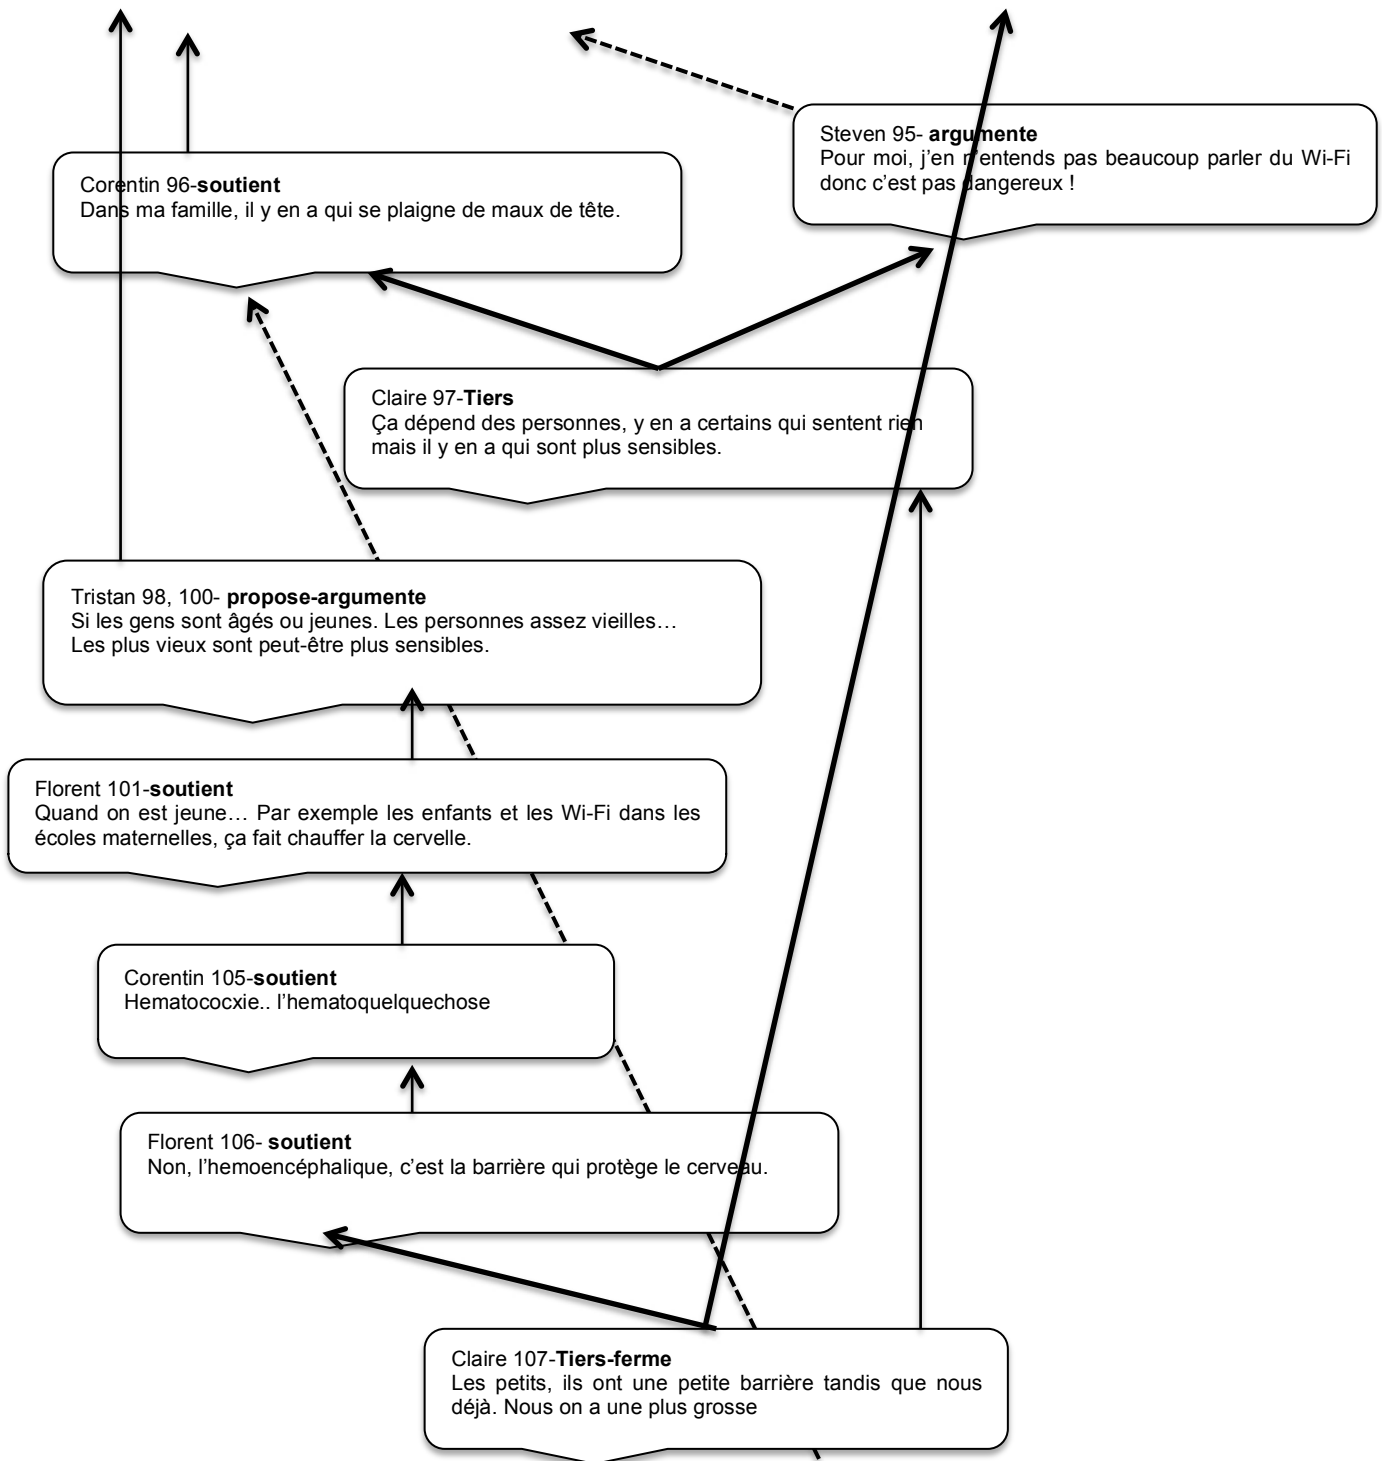 Steven 95- argumente
Pour moi, j’en n’entends pas beaucoup parler du Wi-Fi
donc c’est pas dangereux !
Corentin 96-soutient
Dans ma famille, il y en a qui se plaigne de maux de tête.
Claire 97-Tiers
Ça dépend des personnes, y en a certains qui sentent rien
mais il y en a qui sont plus sensibles.
Tristan 98, 100- propose-argumente
Si les gens sont âgés ou jeunes. Les personnes assez vieilles…
Les plus vieux sont peut-être plus sensibles.
Florent 101-soutient
Quand on est jeune… Par exemple les enfants et les Wi-Fi dans les
écoles maternelles, ça fait chauffer la cervelle.
Corentin 105-soutient
Hematococxie.. l’hematoquelquechose
Florent 106- soutient
Non, l’hemoencéphalique, c’est la barrière qui protège le cerveau.
Claire 107-Tiers-ferme
Les petits, ils ont une petite barrière tandis que nous
déjà. Nous on a une plus grosse